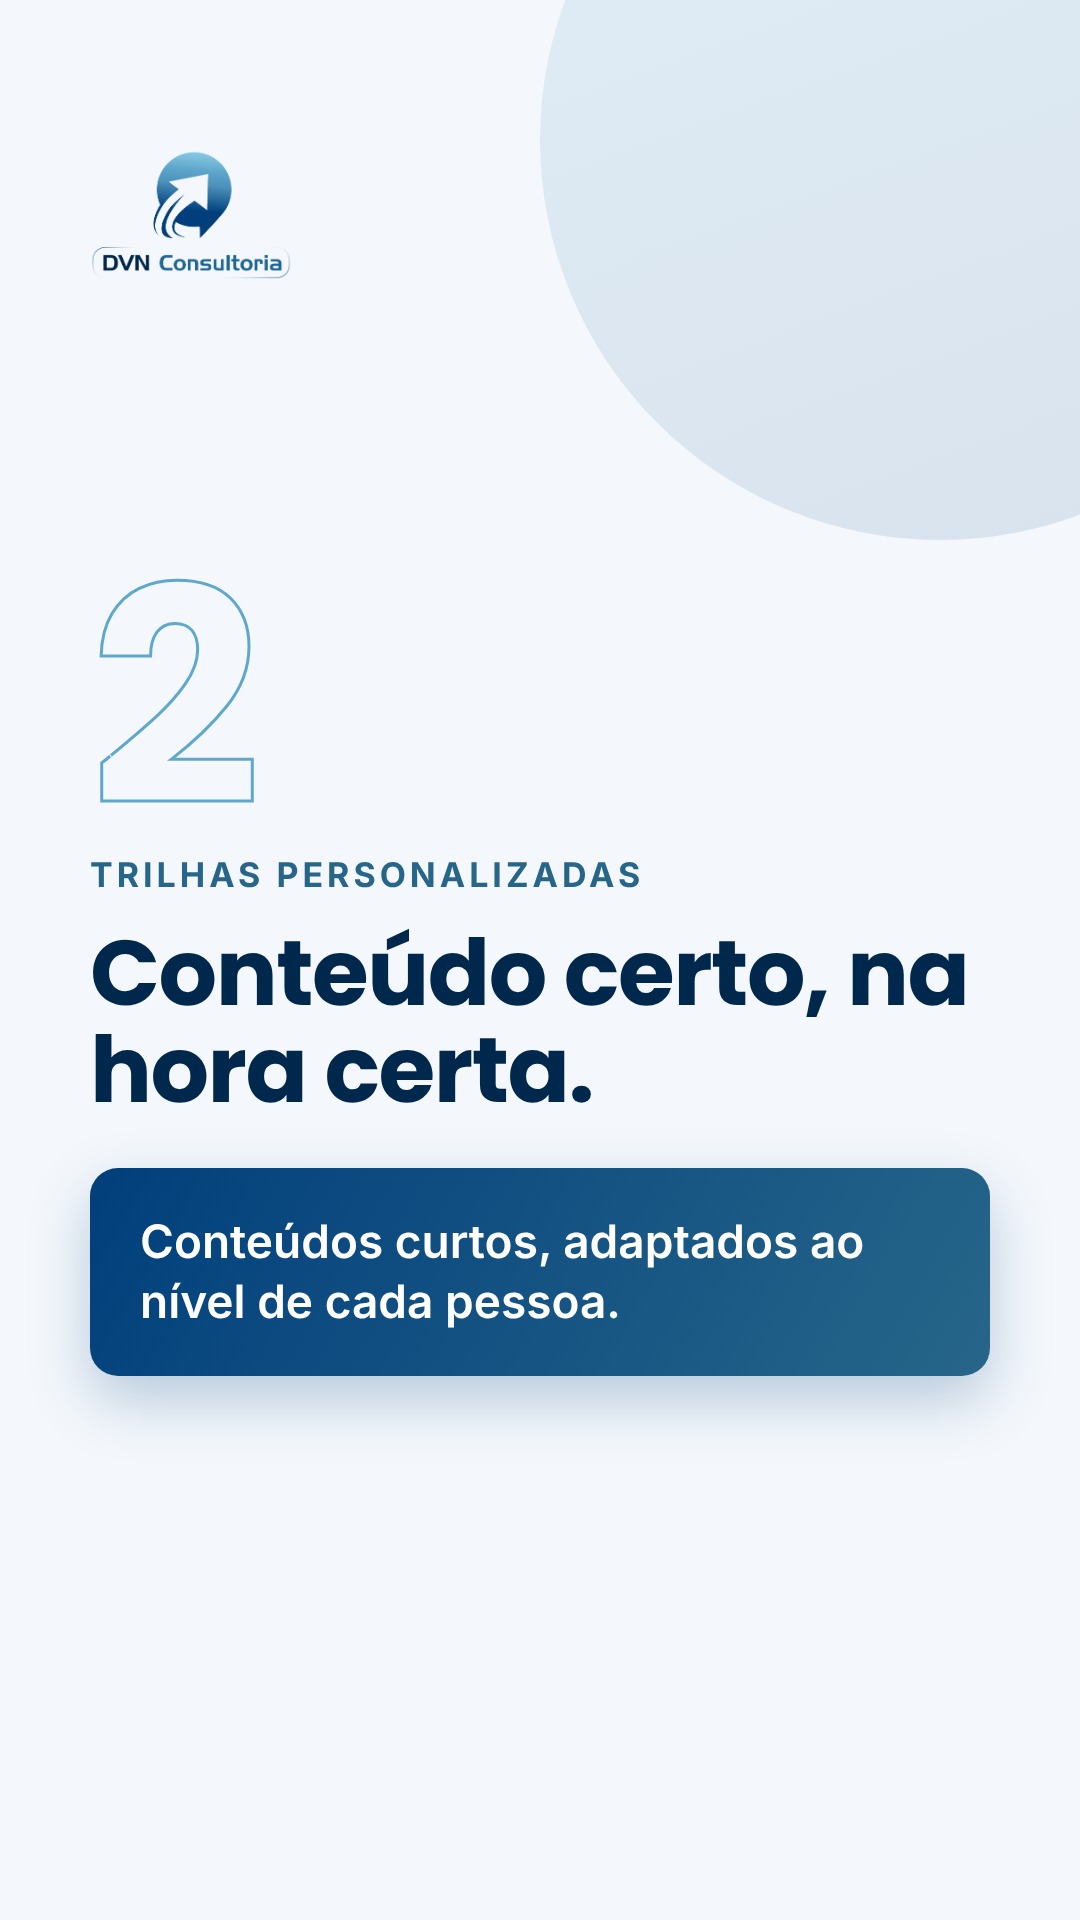 DVN Consultoria
2
TRILHAS PERSONALIZADAS
Conteúdo certo, na
hora certa.
Conteúdos curtos, adaptados ao
nível de cada pessoa.